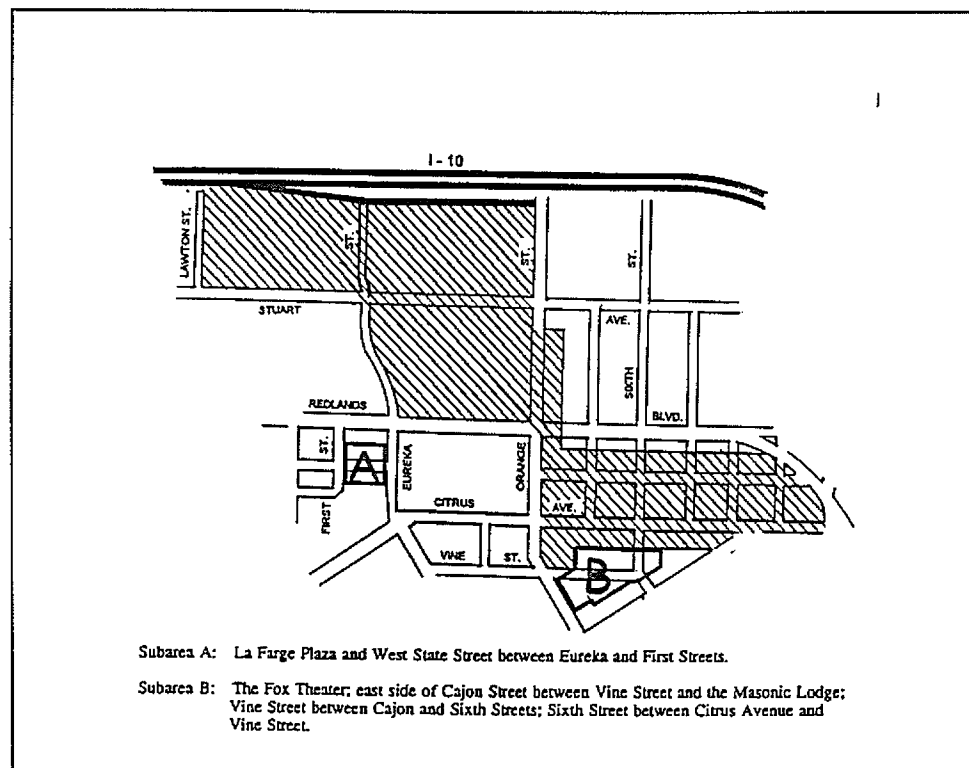 I - 10
LAWTON ST.
ST.
ST.
ST.
STUART
AVE.
SIXTH
REDLANDS
BLVD.
ST.
A
EUREKA
ORANGE
FIRST
CITRUS
AVE.
VINE
ST.
B
Subarea A: La Farge Plaza and West State Street between Eureka and First Streets.
Subarea B: The Fox Theater; east side of Cajon Street between Vine Street and the Masonic Lodge;
Vine Street between Cajon and Sixth Streets; Sixth Street between Citrus Avenue and
Vine Street.